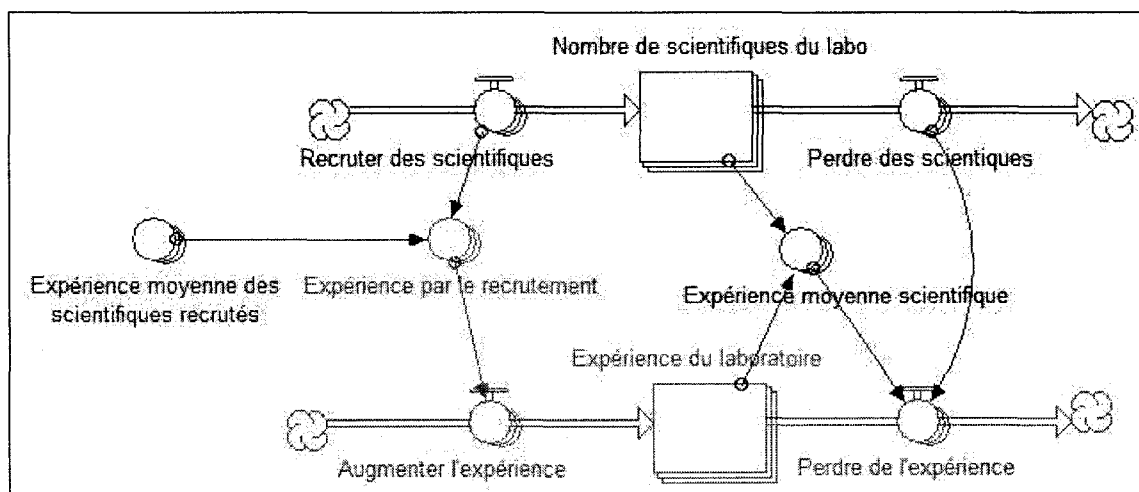 Nombre de scientifiques du labo
Recruter des scientifiques
Perdre des scientiques
Expérience moyenne des
scientifiques recrutés
Expérience par le recrutement
Expérience moyenne scientifique
Expérience du laboratoire
Augmenter l'expérience
Perdre de l'expérience